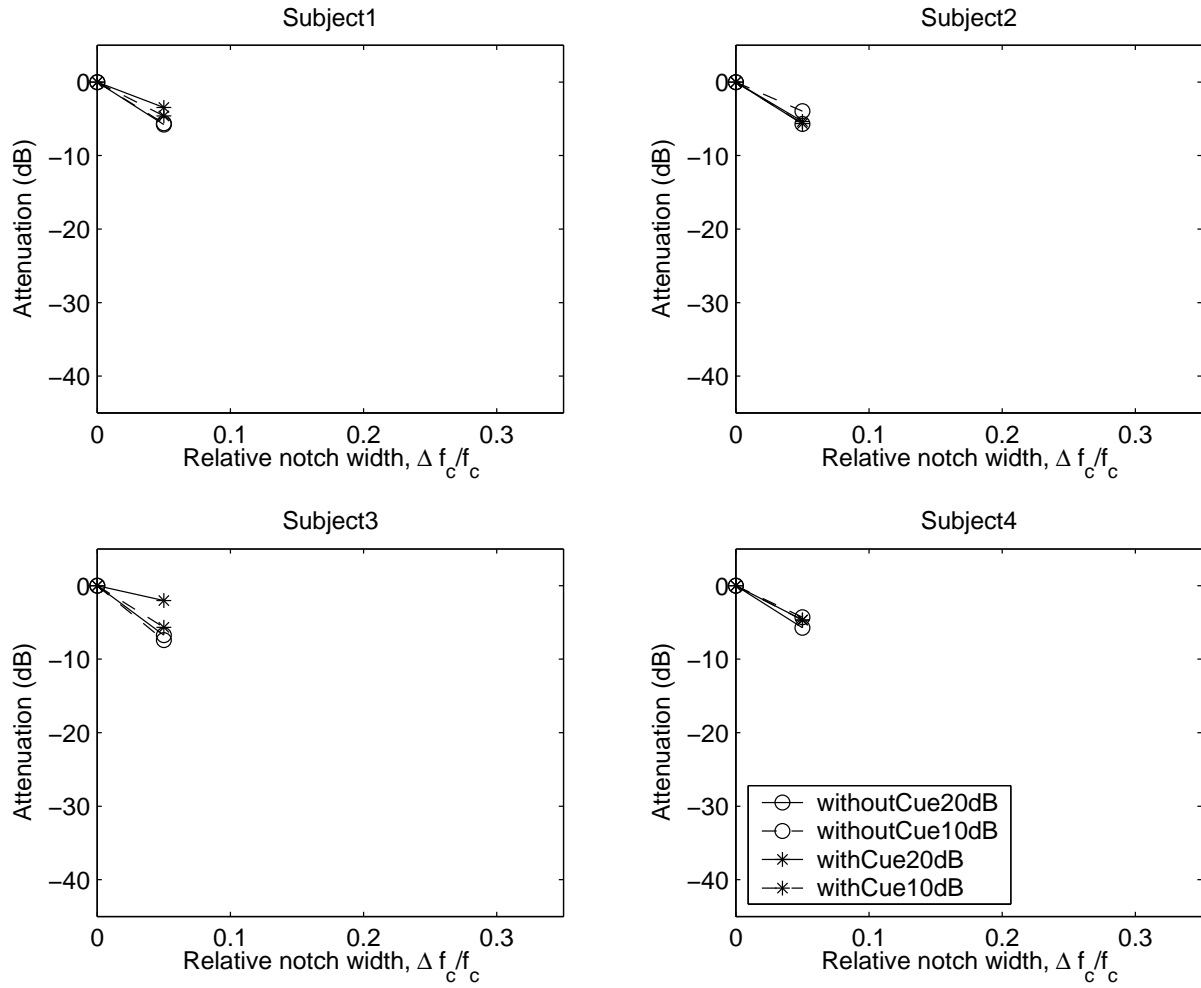 Subject1
0
−10
−20
−30
−40
Attenuation (dB)
0 0.1 0.2 0.3
Relative notch width, Δ f_c/f_c
Subject2
0
−10
−20
−30
−40
Attenuation (dB)
0 0.1 0.2 0.3
Relative notch width, Δ f_c/f_c
Subject3
0
−10
−20
−30
−40
Attenuation (dB)
0 0.1 0.2 0.3
Relative notch width, Δ f_c/f_c
Subject4
0
−10
−20
−30
−40
Attenuation (dB)
withoutCue20dB
withoutCue10dB
withCue20dB
withCue10dB
0 0.1 0.2 0.3
Relative notch width, Δ f_c/f_c